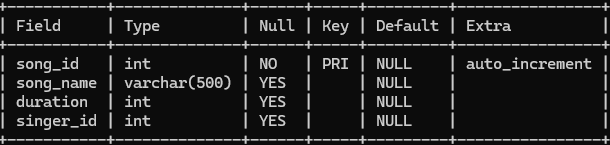 +-----------+--------------+------+-----+---------+----------------+
| Field     | Type         | Null | Key | Default | Extra          |
+-----------+--------------+------+-----+---------+----------------+
| song_id   | int          | NO   | PRI | NULL    | auto_increment |
| song_name | varchar(500) | YES  |     | NULL    |                |
| duration  | int          | YES  |     | NULL    |                |
| singer_id | int          | YES  |     | NULL    |                |
+-----------+--------------+------+-----+---------+----------------+